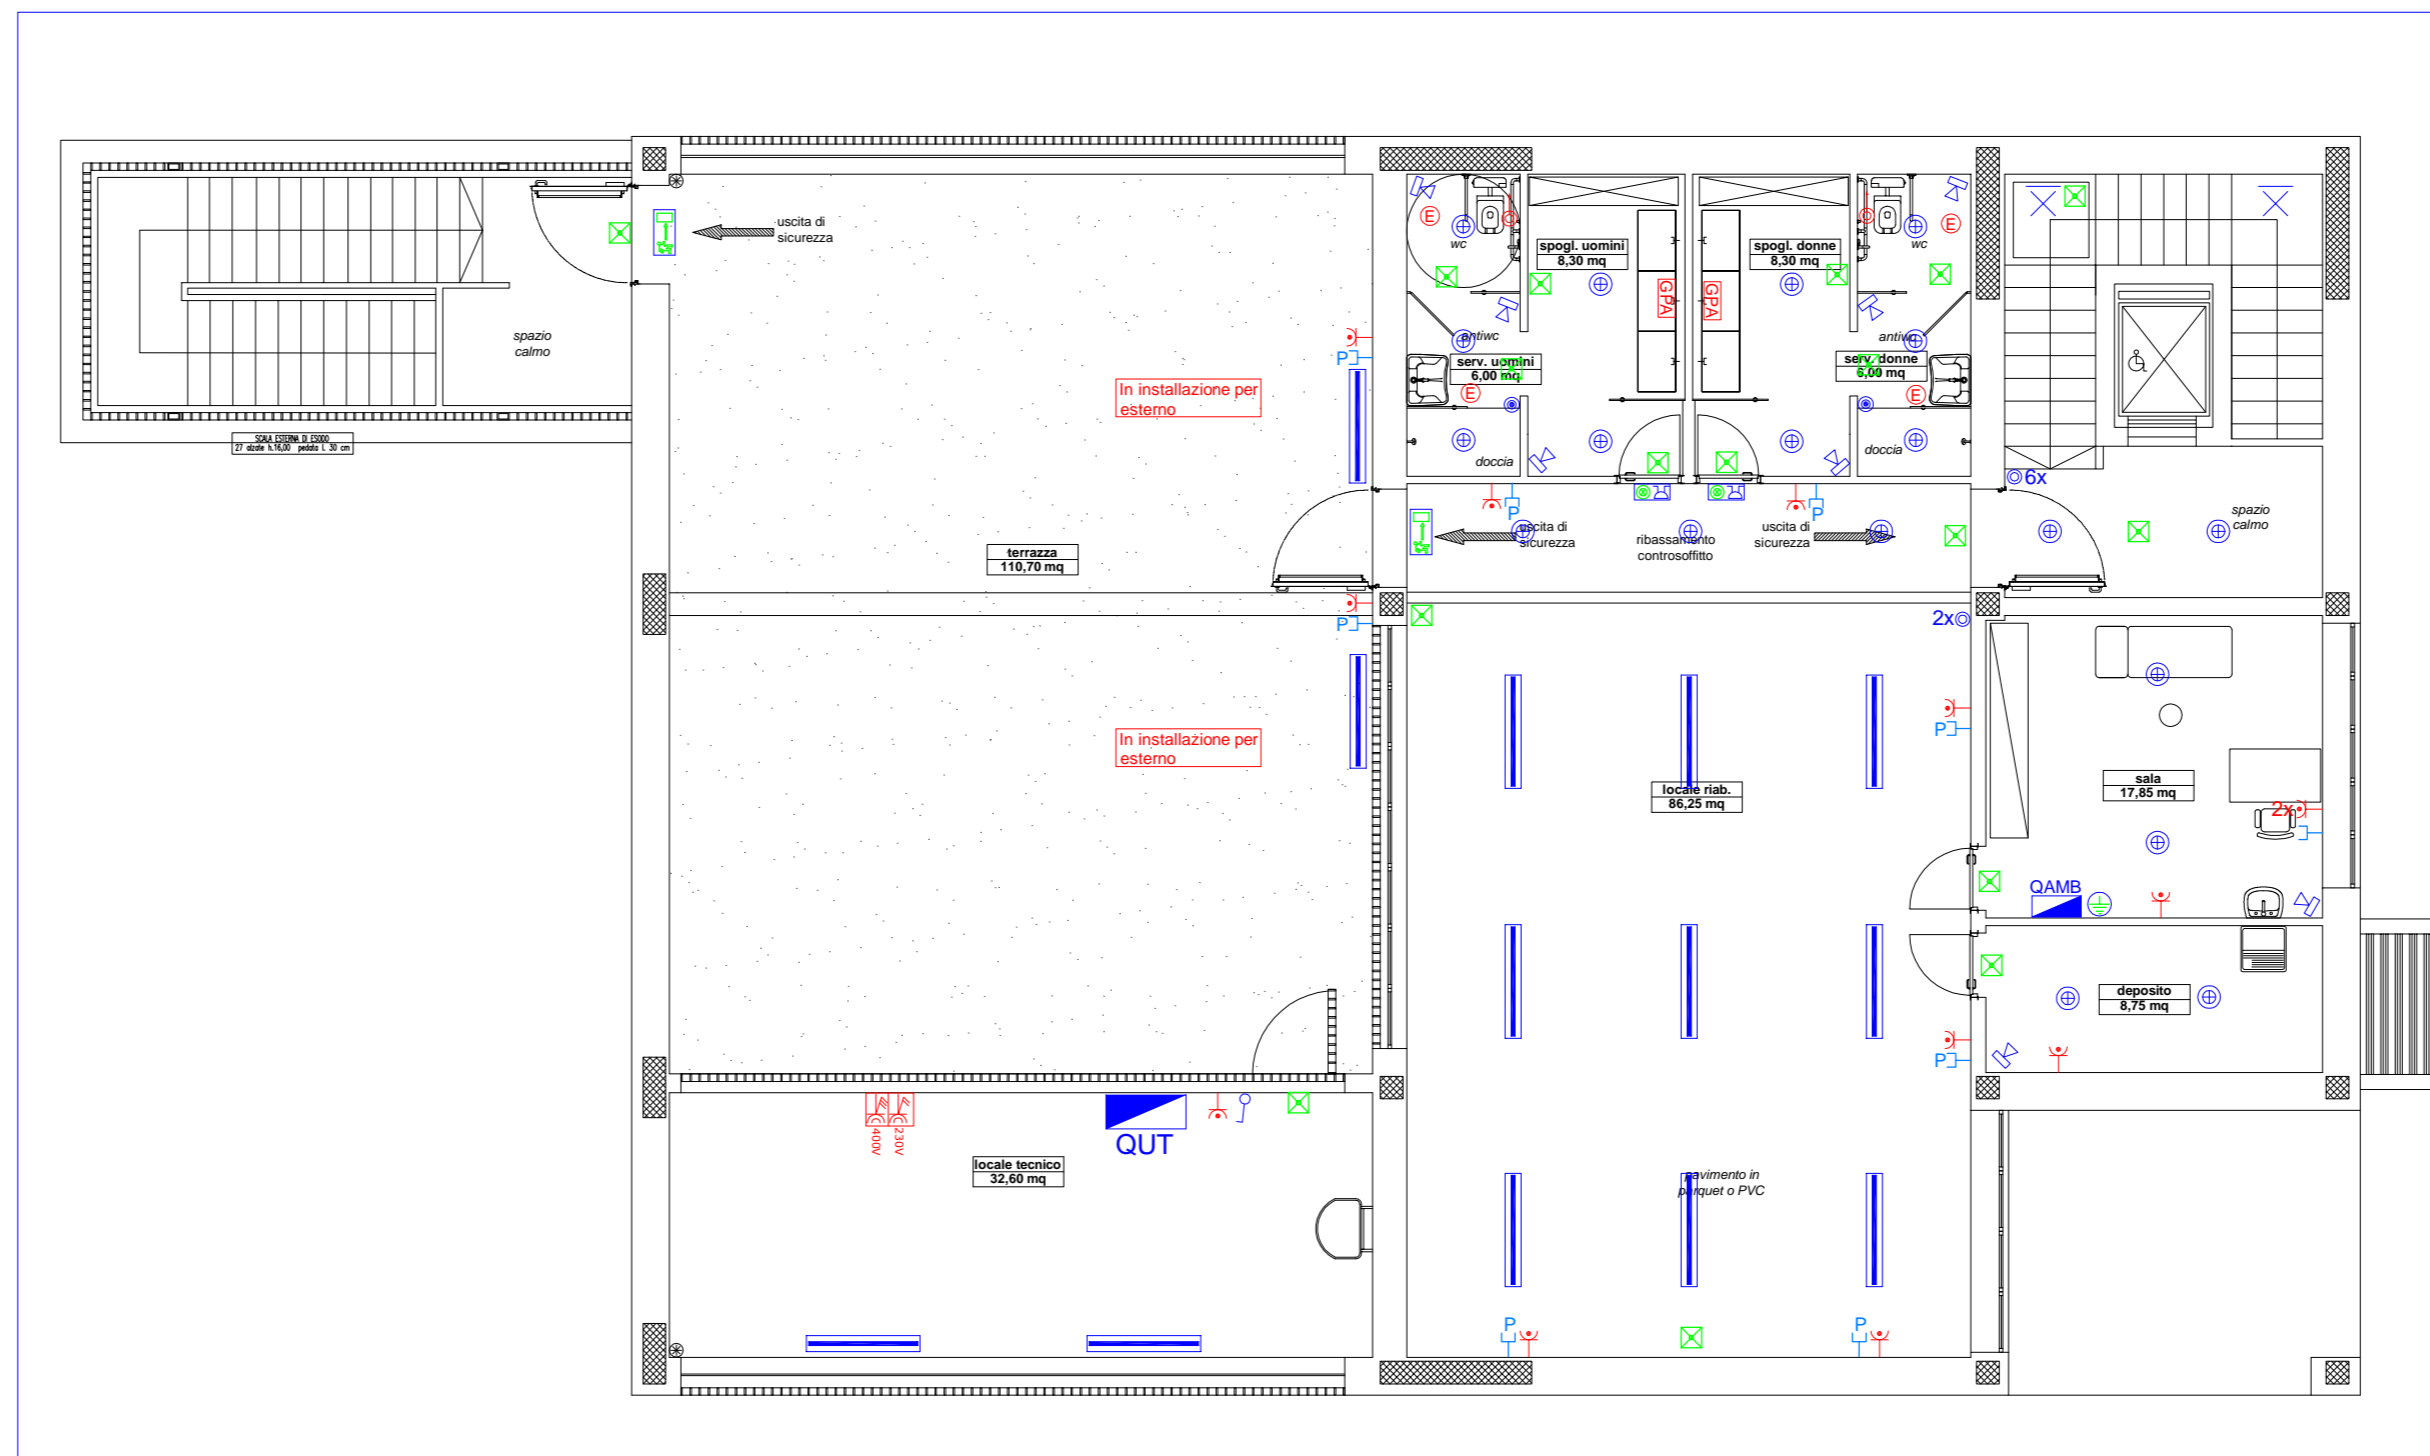 uscita di
sicurezza
spazio
calmo
SCALA ESTERNA DI ESODO
27 alzate h.16,00 pedata l. 30 cm
In installazione per
esterno
terrazza
110,70 mq
P
P
In installazione per
esterno
E
wc
spogl. uomini
8,30 mq
GPA
antiwc
serv. uomini
6,00 mq
E
doccia
spogl. donne
8,30 mq
GPA
E
wc
antiwc
serv. donne
6,00 mq
E
doccia
P
P
uscita di
sicurezza
ribassamento
controsoffitto
uscita di
sicurezza
6x
spazio
calmo
2x
P
locale riab.
86,25 mq
sala
17,85 mq
2x
QAMB
deposito
8,75 mq
P
400V
230V
QUT
locale tecnico
32,60 mq
pavimento in
parquet o PVC
P
P